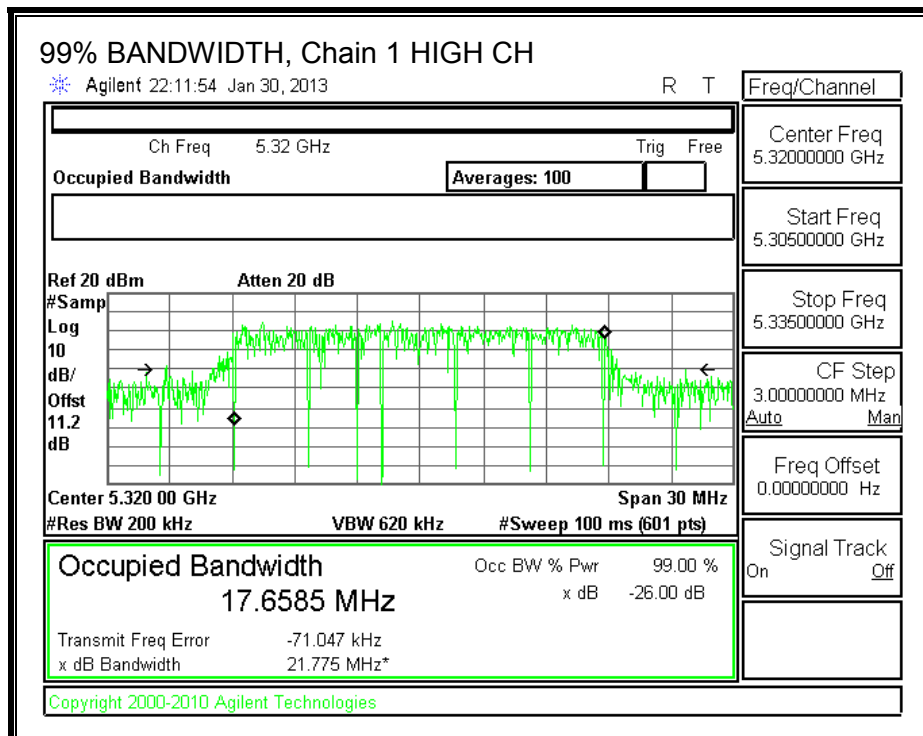 99% BANDWIDTH, Chain 1 HIGH CH
Agilent 22:11:54 Jan 30, 2013 R T
Freq/Channel
Ch Freq 5.32 GHz Trig Free
Occupied Bandwidth Averages: 100
Center Freq
5.32000000 GHz
Start Freq
5.30500000 GHz
Stop Freq
5.33500000 GHz
CF Step
3.00000000 MHz
Auto Man
Freq Offset
0.00000000 Hz
Signal Track
On Off
Ref 20 dBm Atten 20 dB
#Samp
Log
10
dB/
Offst
11.2
dB
Center 5.320 00 GHz Span 30 MHz
#Res BW 200 kHz VBW 620 kHz #Sweep 100 ms (601 pts)
Occupied Bandwidth Occ BW % Pwr 99.00 %
17.6585 MHz x dB -26.00 dB
Transmit Freq Error -71.047 kHz
x dB Bandwidth 21.775 MHz*
Copyright 2000-2010 Agilent Technologies